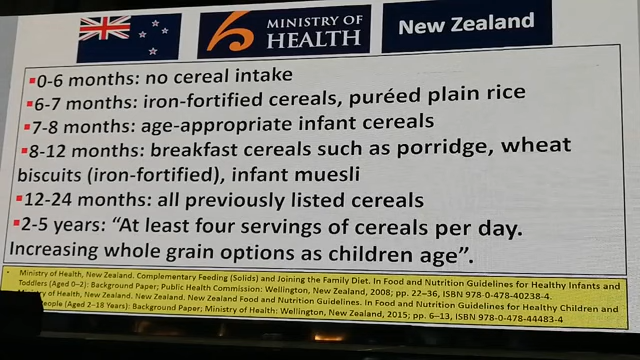 MINISTRY OF
HEALTH
New Zealand
▪0-6 months: no cereal intake
▪6-7 months: iron-fortified cereals, puréed plain rice
▪7-8 months: age-appropriate infant cereals
▪8-12 months: breakfast cereals such as porridge, wheat
biscuits (iron-fortified), infant muesli
▪12-24 months: all previously listed cereals
▪2-5 years: “At least four servings of cereals per day.
Increasing whole grain options as children age”.
• Ministry of Health, New Zealand. Complementary Feeding (Solids) and Joining the Family Diet. In Food and Nutrition Guidelines for Healthy Infants and
Toddlers (Aged 0–2): Background Paper; Public Health Commission: Wellington, New Zealand, 2008; pp. 22–36, ISBN 978-0-478-40238-4.
of Health, New Zealand. New Zealand. New Zealand Food and Nutrition Guidelines. In Food and Nutrition Guidelines for Healthy Children and
People (Aged 2–18 Years): Background Paper; Ministry of Health: Wellington, New Zealand, 2015; pp. 6–13, ISBN 978-0-478-44483-4